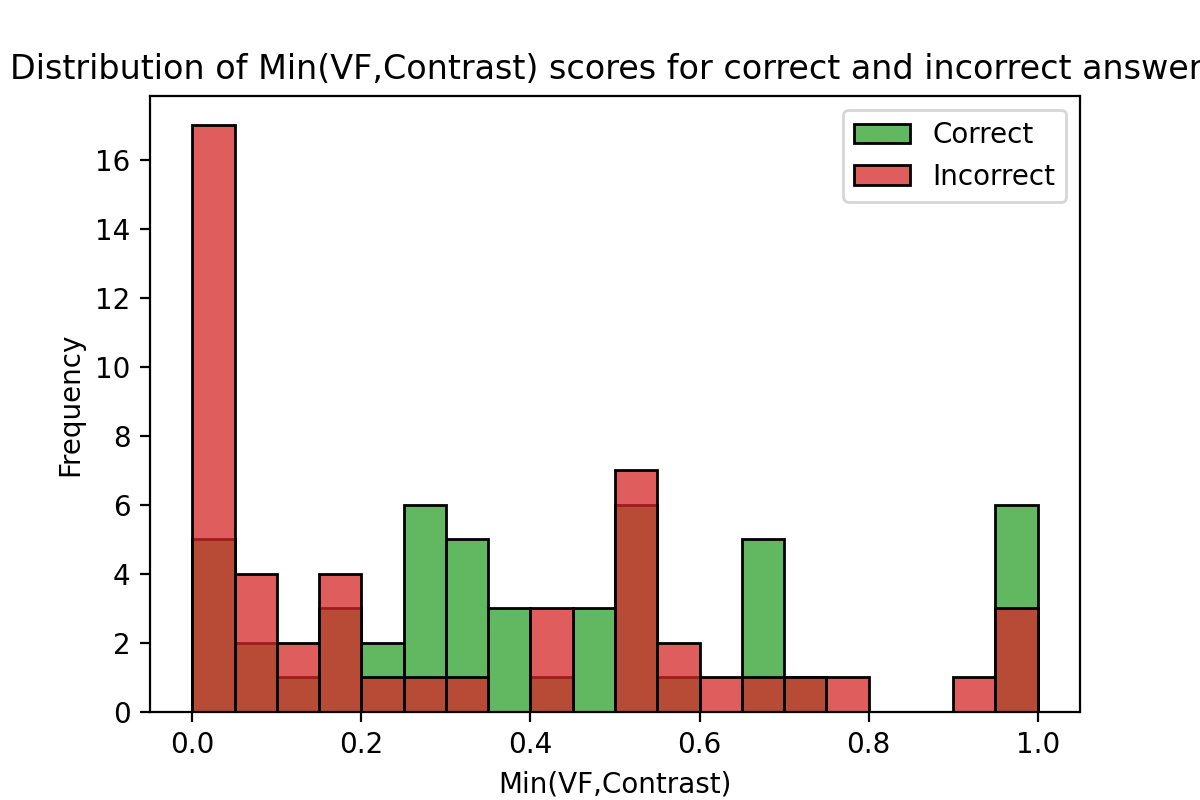 Distribution of Min(VF,Contrast) scores for correct and incorrect answer
Correct
Incorrect
Frequency
16
14
12
10
8
6
4
2
0
0.0 0.2 0.4 0.6 0.8 1.0
Min(VF,Contrast)